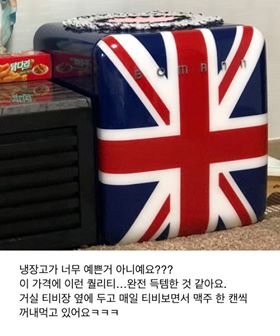 BOMANN
냉장고가 너무 예쁜거 아니예요???
이 가격에 이런 퀄리티...완전 득템한 것 같아요.
거실 티비장 옆에 두고 매일 티비보면서 맥주 한 캔씩
꺼내먹고 있어요ㅋㅋㅋ